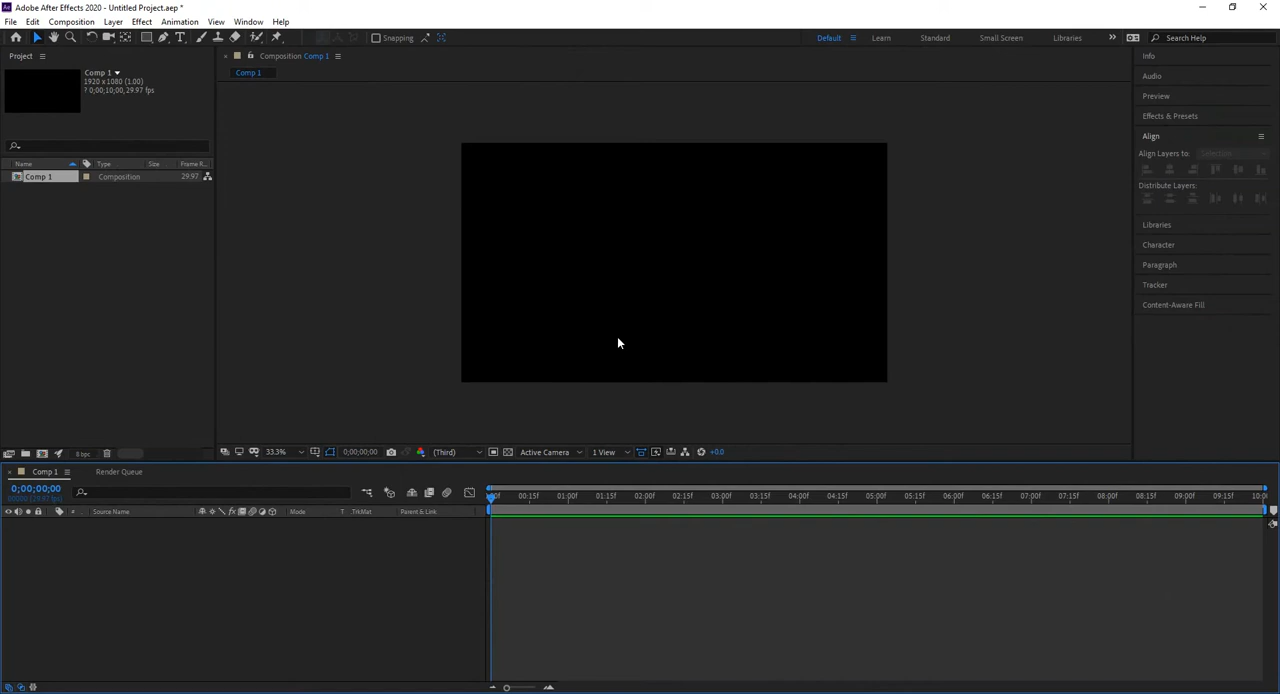 Adobe After Effects 2020 - Untitled Project.aep *
File Edit Composition Layer Effect Animation View Window Help
Snapping Default Learn Standard Small Screen Libraries Search Help
Project
Comp 1
1920 x 1080 (1.00)
0;00;10;00, 29.97 fps
Name Type Size Frame R...
Comp 1 Composition 29.97
8 bpc
Composition Comp 1
Comp 1
33.3% 0;00;00;00 (Third) Active Camera 1 View +0.0
Info
Audio
Preview
Effects & Presets
Align
Align Layers to: Selection
Distribute Layers:
Libraries
Character
Paragraph
Tracker
Content-Aware Fill
Comp 1 Render Queue
0;00;00;00
00000 (29.97 fps)
# Source Name Mode T .TrkMat Parent & Link
00:15f 01:00f 01:15f 02:00f 02:15f 03:00f 03:15f 04:00f 04:15f 05:00f 05:15f 06:00f 06:15f 07:00f 07:15f 08:00f 08:15f 09:00f 09:15f